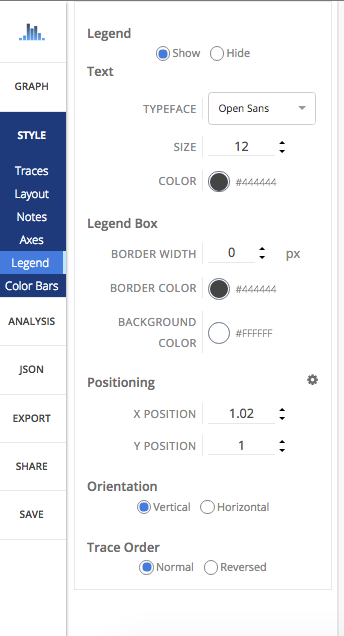 GRAPH
STYLE
Traces
Layout
Notes
Axes
Legend
Color Bars
ANALYSIS
JSON
EXPORT
SHARE
SAVE
Legend
Show Hide
Text
TYPEFACE Open Sans
SIZE 12
COLOR #444444
Legend Box
BORDER WIDTH 0 px
BORDER COLOR #444444
BACKGROUND
COLOR #FFFFFF
Positioning
X POSITION 1.02
Y POSITION 1
Orientation
Vertical Horizontal
Trace Order
Normal Reversed